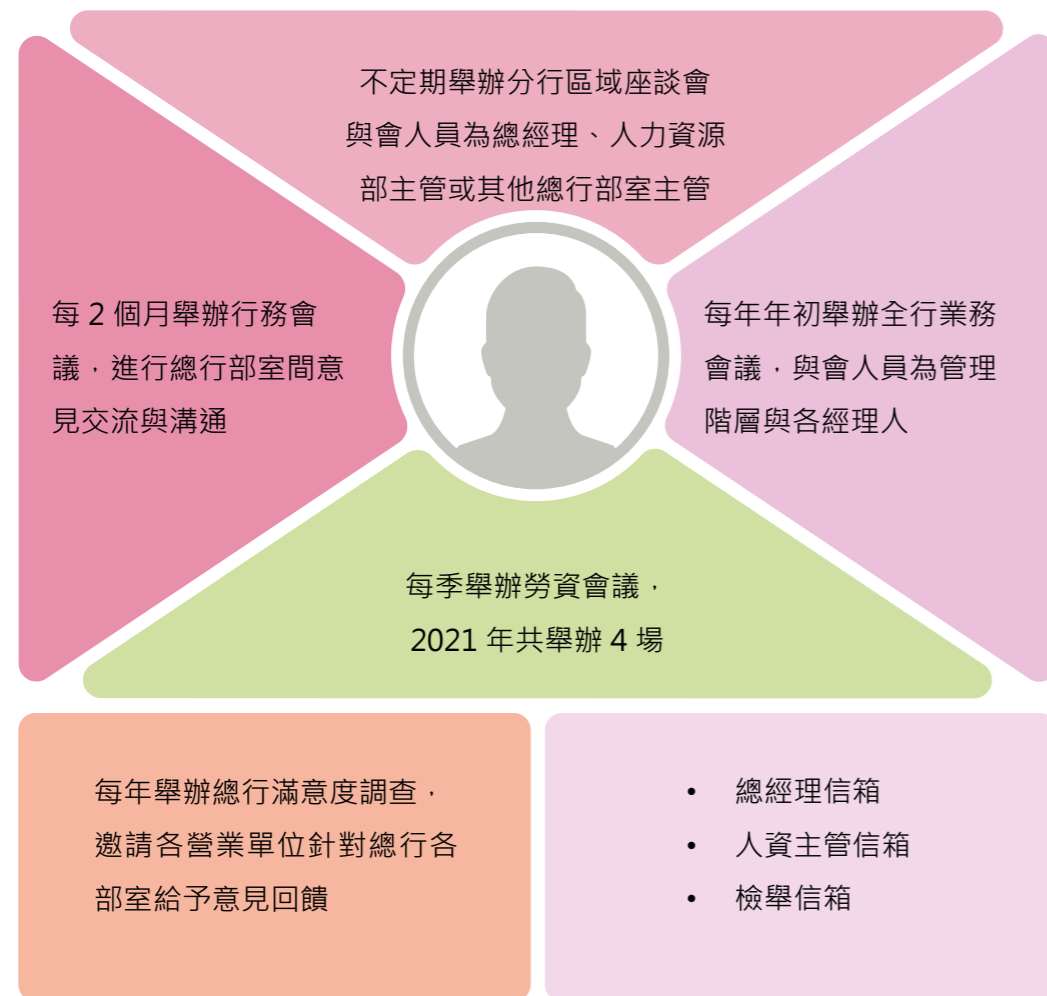 不定期舉辦分行區域座談會
與會人員為總經理、人力資源
部主管或其他總行部室主管
每 2 個月舉辦行務會
議，進行總行部室間意
見交流與溝通
每年年初舉辦全行業務
會議，與會人員為管理
階層與各經理人
每季舉辦勞資會議，
2021 年共舉辦 4 場
每年舉辦總行滿意度調查，
邀請各營業單位針對總行各
部室給予意見回饋
• 總經理信箱
• 人資主管信箱
• 檢舉信箱